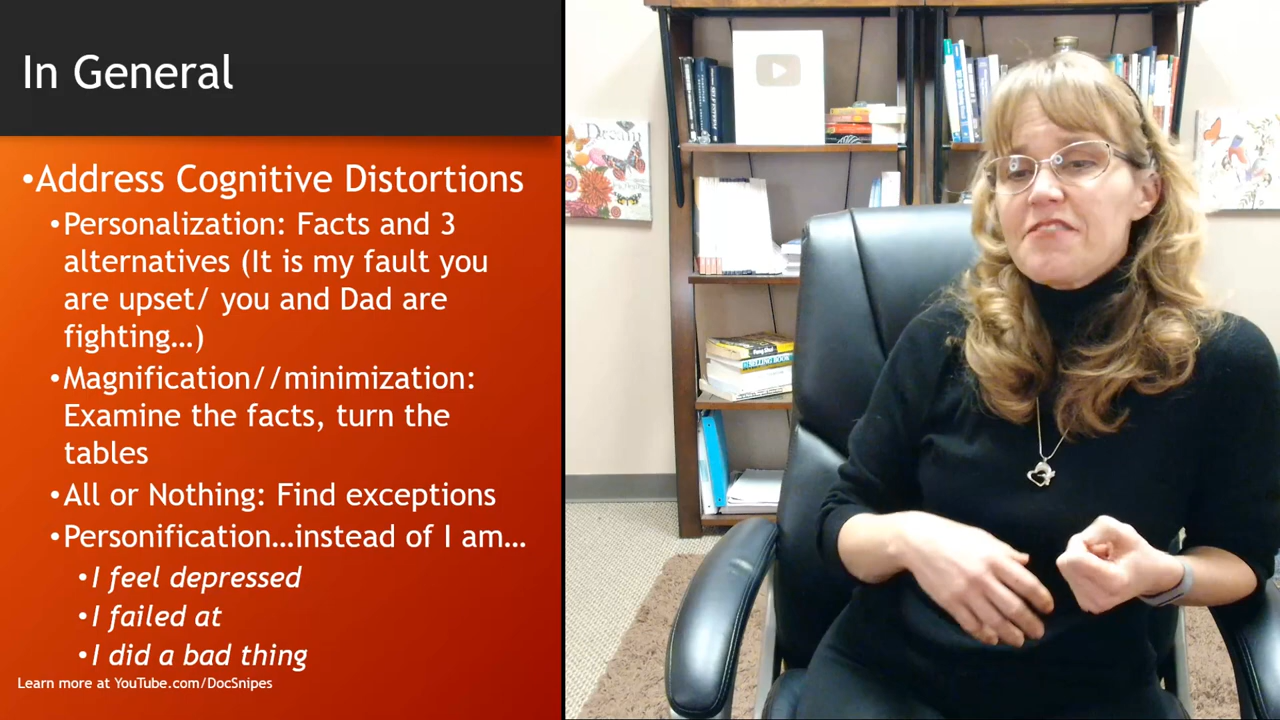 In General
•Address Cognitive Distortions
•Personalization: Facts and 3
alternatives (It is my fault you
are upset/ you and Dad are
fighting…)
•Magnification//minimization:
Examine the facts, turn the
tables
•All or Nothing: Find exceptions
•Personification…instead of I am…
•I feel depressed
•I failed at
•I did a bad thing
Learn more at YouTube.com/DocSnipes
Dream